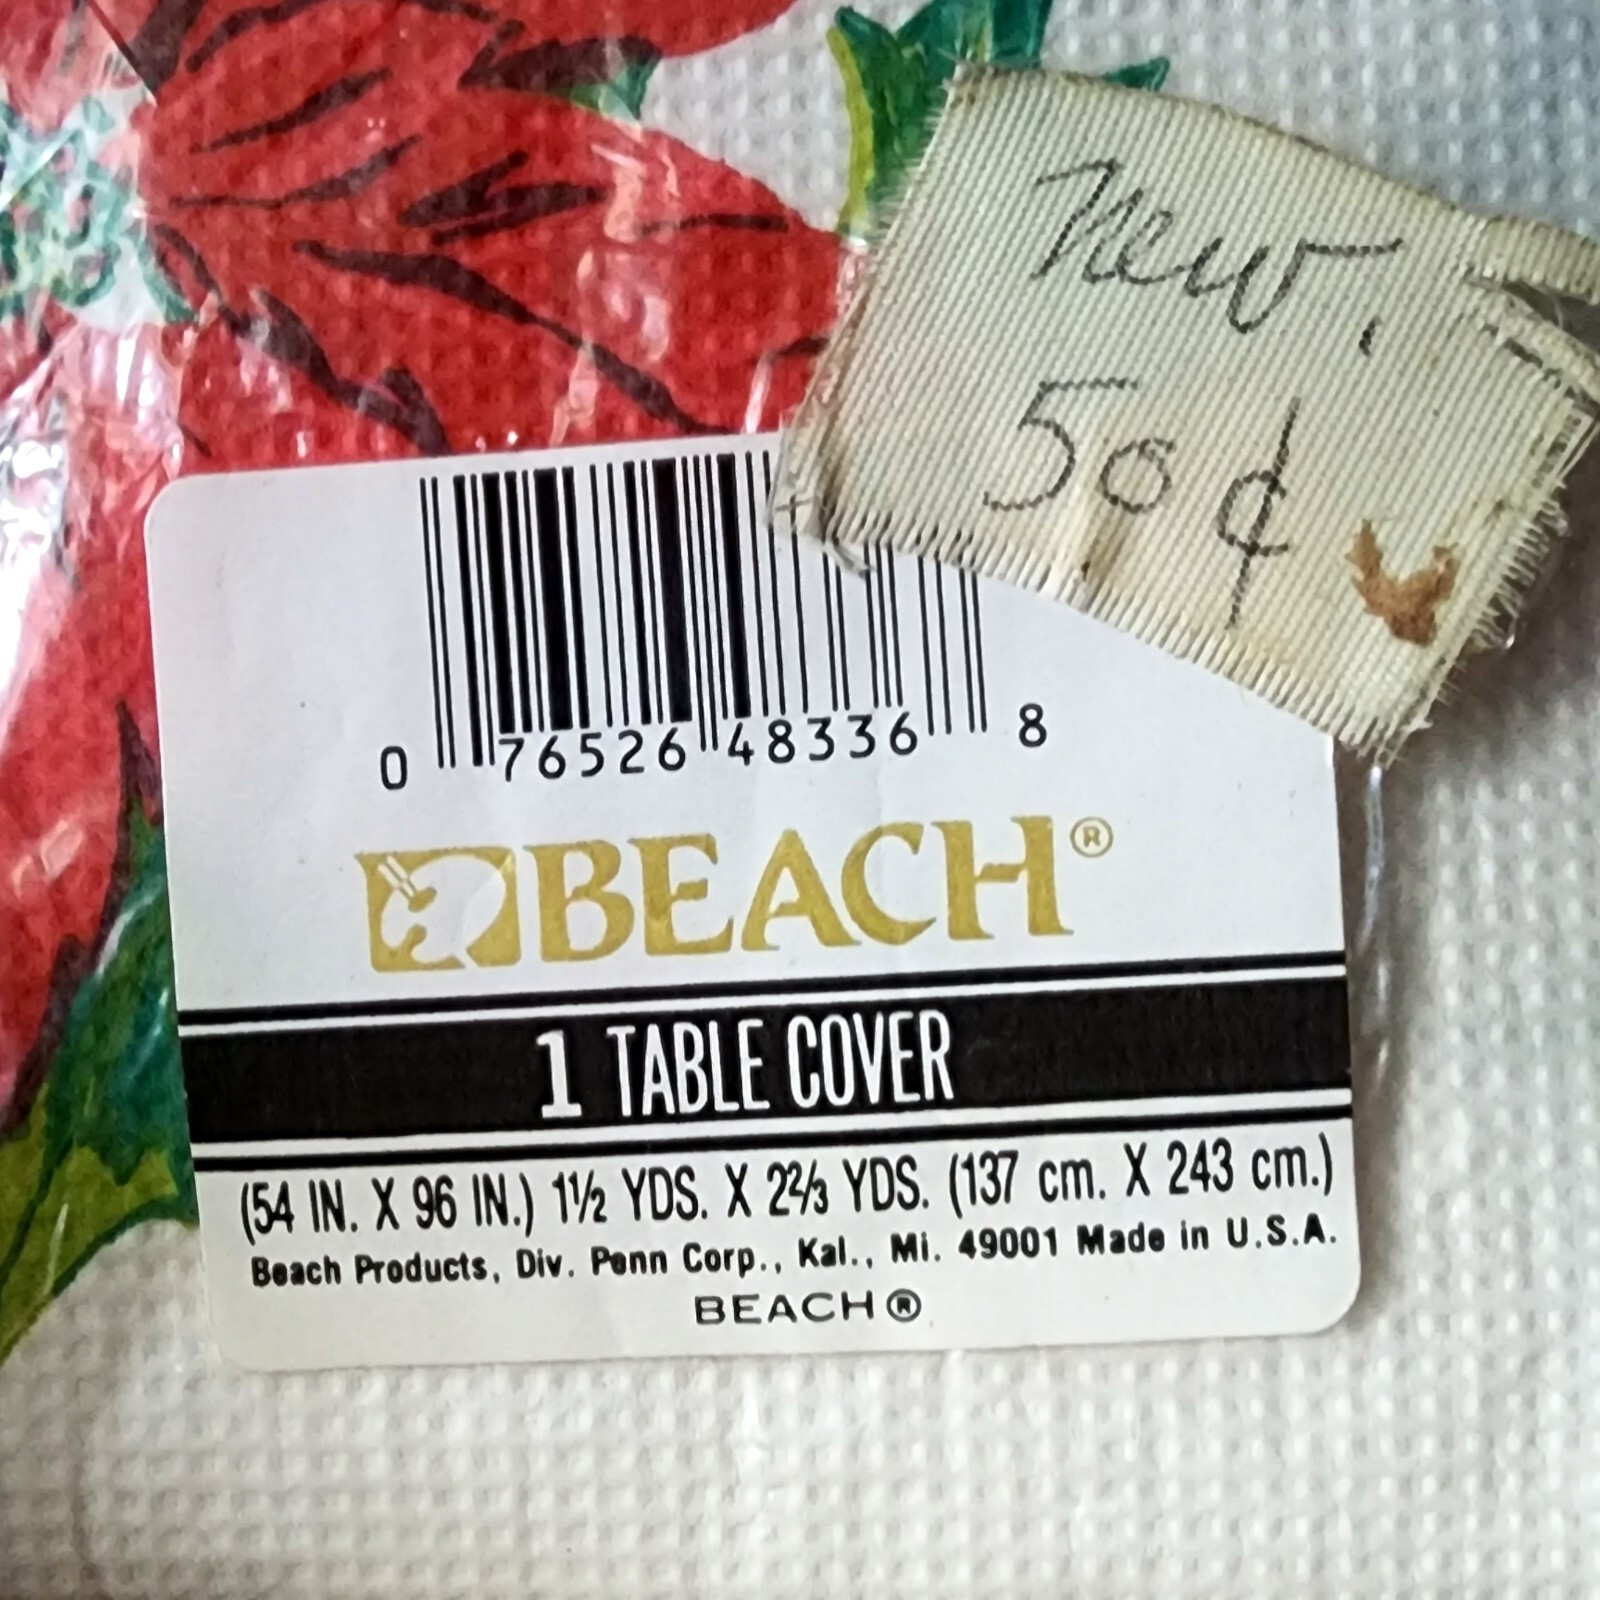 New.
50¢
0 76526 48336 8
BEACH®
1 TABLE COVER
(54 IN. X 96 IN.) 1½ YDS. X 2⅔ YDS. (137 cm. X 243 cm.)
Beach Products, Div. Penn Corp., Kal., Mi. 49001 Made in U.S.A.
BEACH®